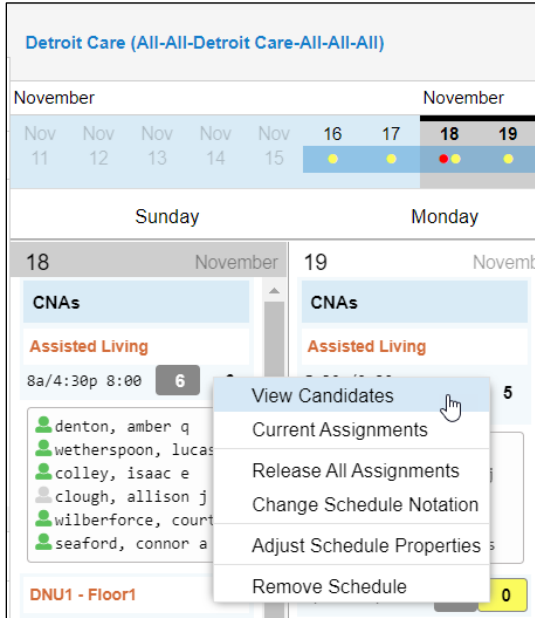 Detroit Care (All-All-Detroit Care-All-All-All)
November November
Nov Nov Nov Nov Nov 16 17 18 19
11 12 13 14 15
Sunday Monday
18 November 19 Novemb
CNAs CNAs
Assisted Living Assisted Living
8a/4:30p 8:00 6 5
View Candidates
denton, amber q
Current Assignments
wetherspoon, lucas
colley, isaac e
Release All Assignments
clough, allison j
Change Schedule Notation
wilberforce, court
seaford, connor a
Adjust Schedule Properties
DNU1 - Floor1
Remove Schedule
0